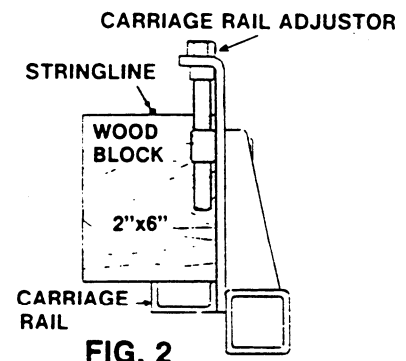 CARRIAGE RAIL ADJUSTOR
STRINGLINE
WOOD
BLOCK
2"x6"
CARRIAGE
RAIL
FIG. 2